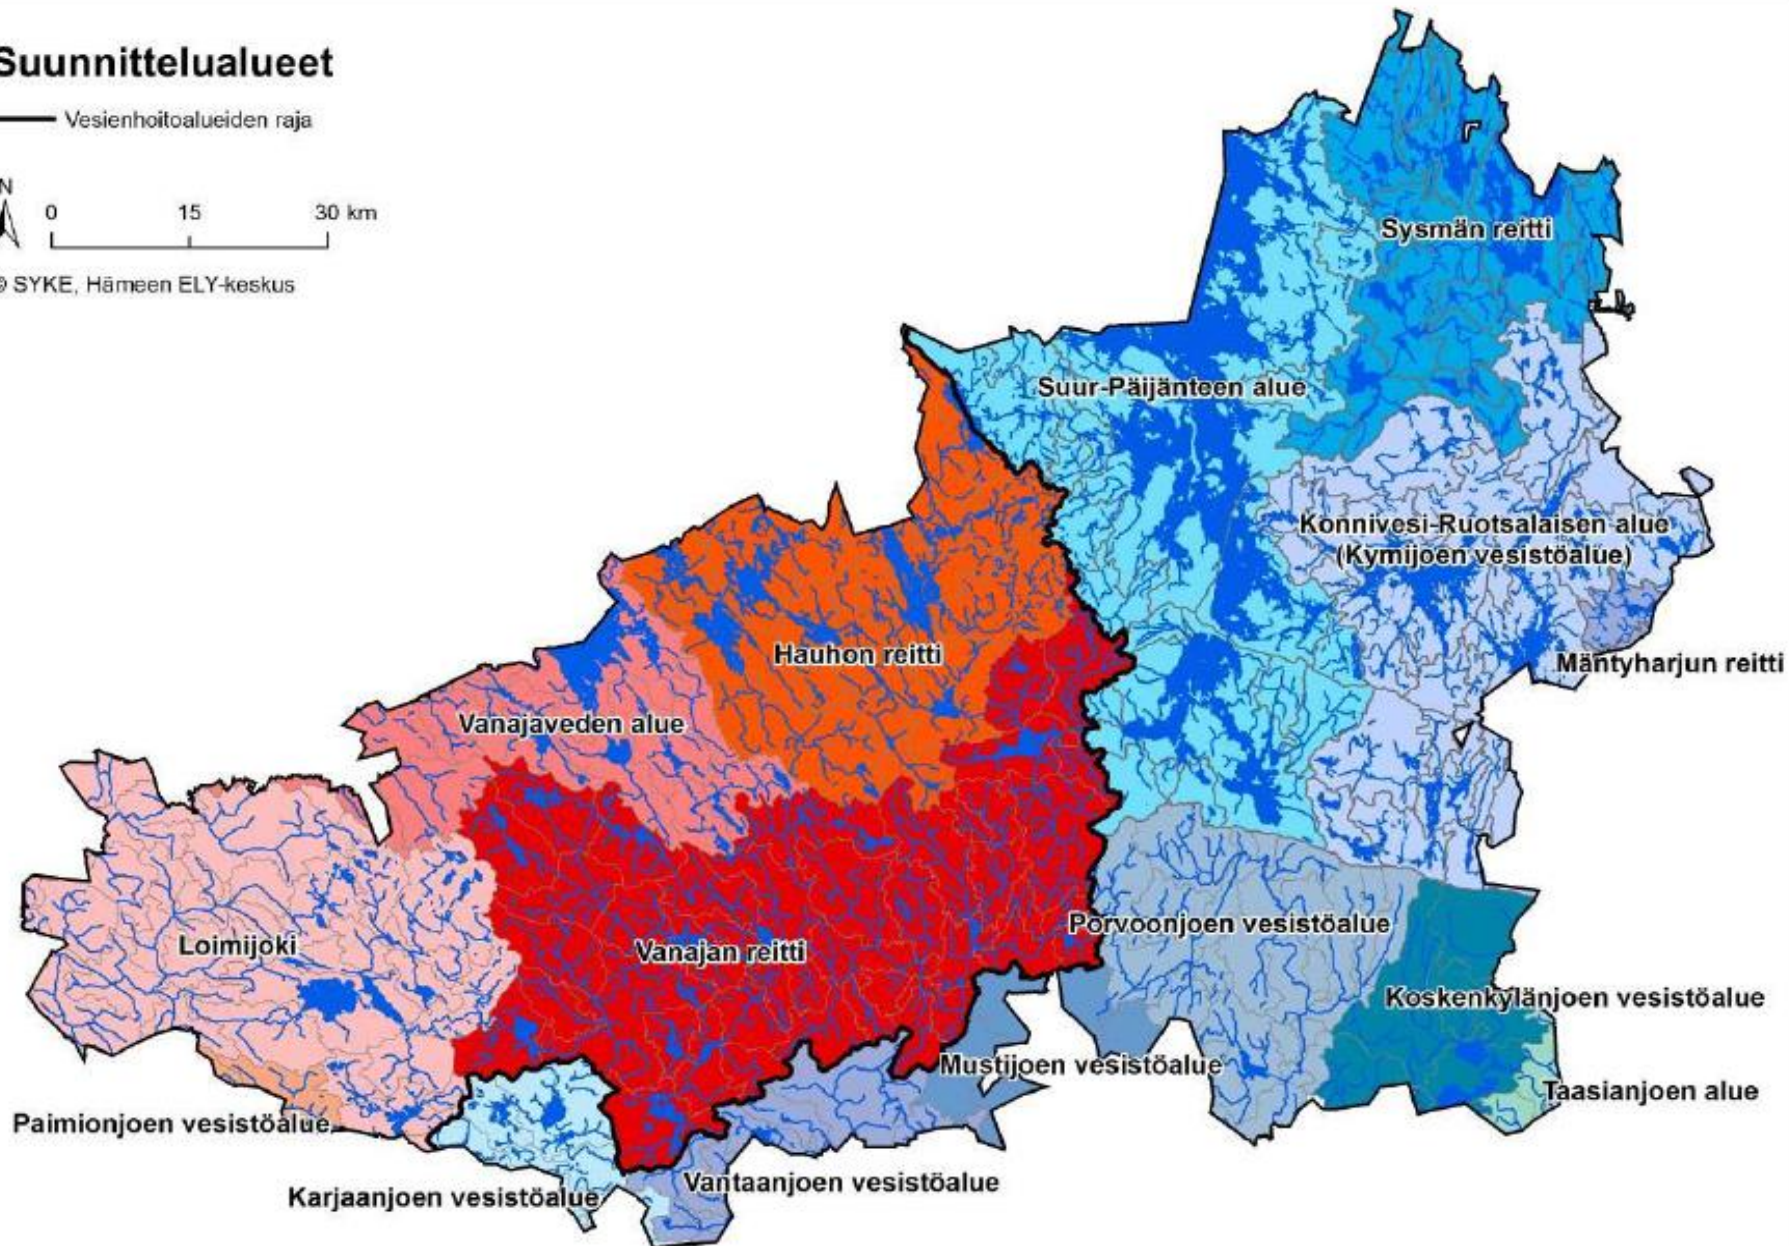 Suunnittelualueet
Vesienhoitoalueiden raja
N
0 15 30 km
© SYKE, Hämeen ELY-keskus
Sysmän reitti
Suur-Päijänteen alue
Konnivesi-Ruotsalaisen alue
(Kymijoen vesistöalue)
Hauhon reitti
Mäntyharjun reitti
Vanajaveden alue
Porvoonjoen vesistöalue
Loimijoki
Vanajan reitti
Koskenkylänjoen vesistöalue
Mustijoen vesistöalue
Taasianjoen alue
Paimionjoen vesistöalue
Vantaanjoen vesistöalue
Karjaanjoen vesistöalue